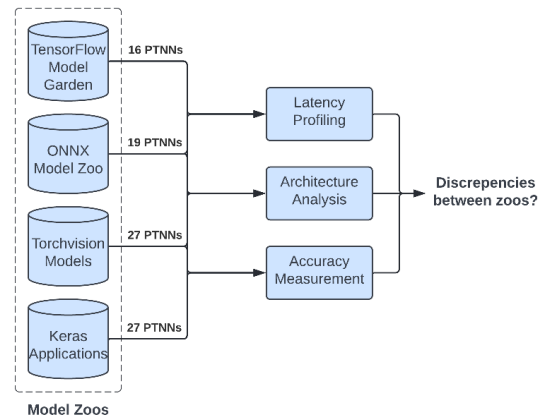 TensorFlow
Model
Garden
16 PTNNs
ONNX
Model Zoo
19 PTNNs
Torchvision
Models
27 PTNNs
Keras
Applications
27 PTNNs
Model Zoos
Latency
Profiling
Architecture
Analysis
Accuracy
Measurement
Discrepancies
between zoos?